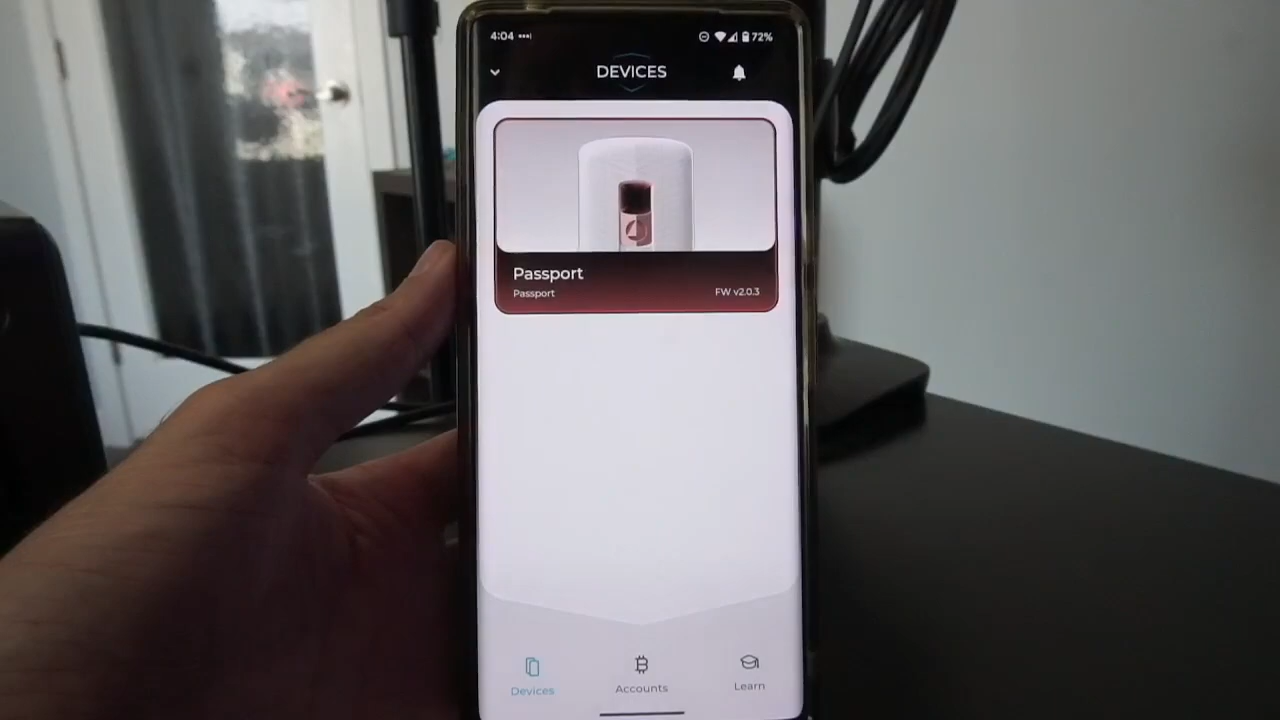 4:04
72%
DEVICES
Passport
Passport
FW v2.0.3
Devices
Accounts
Learn